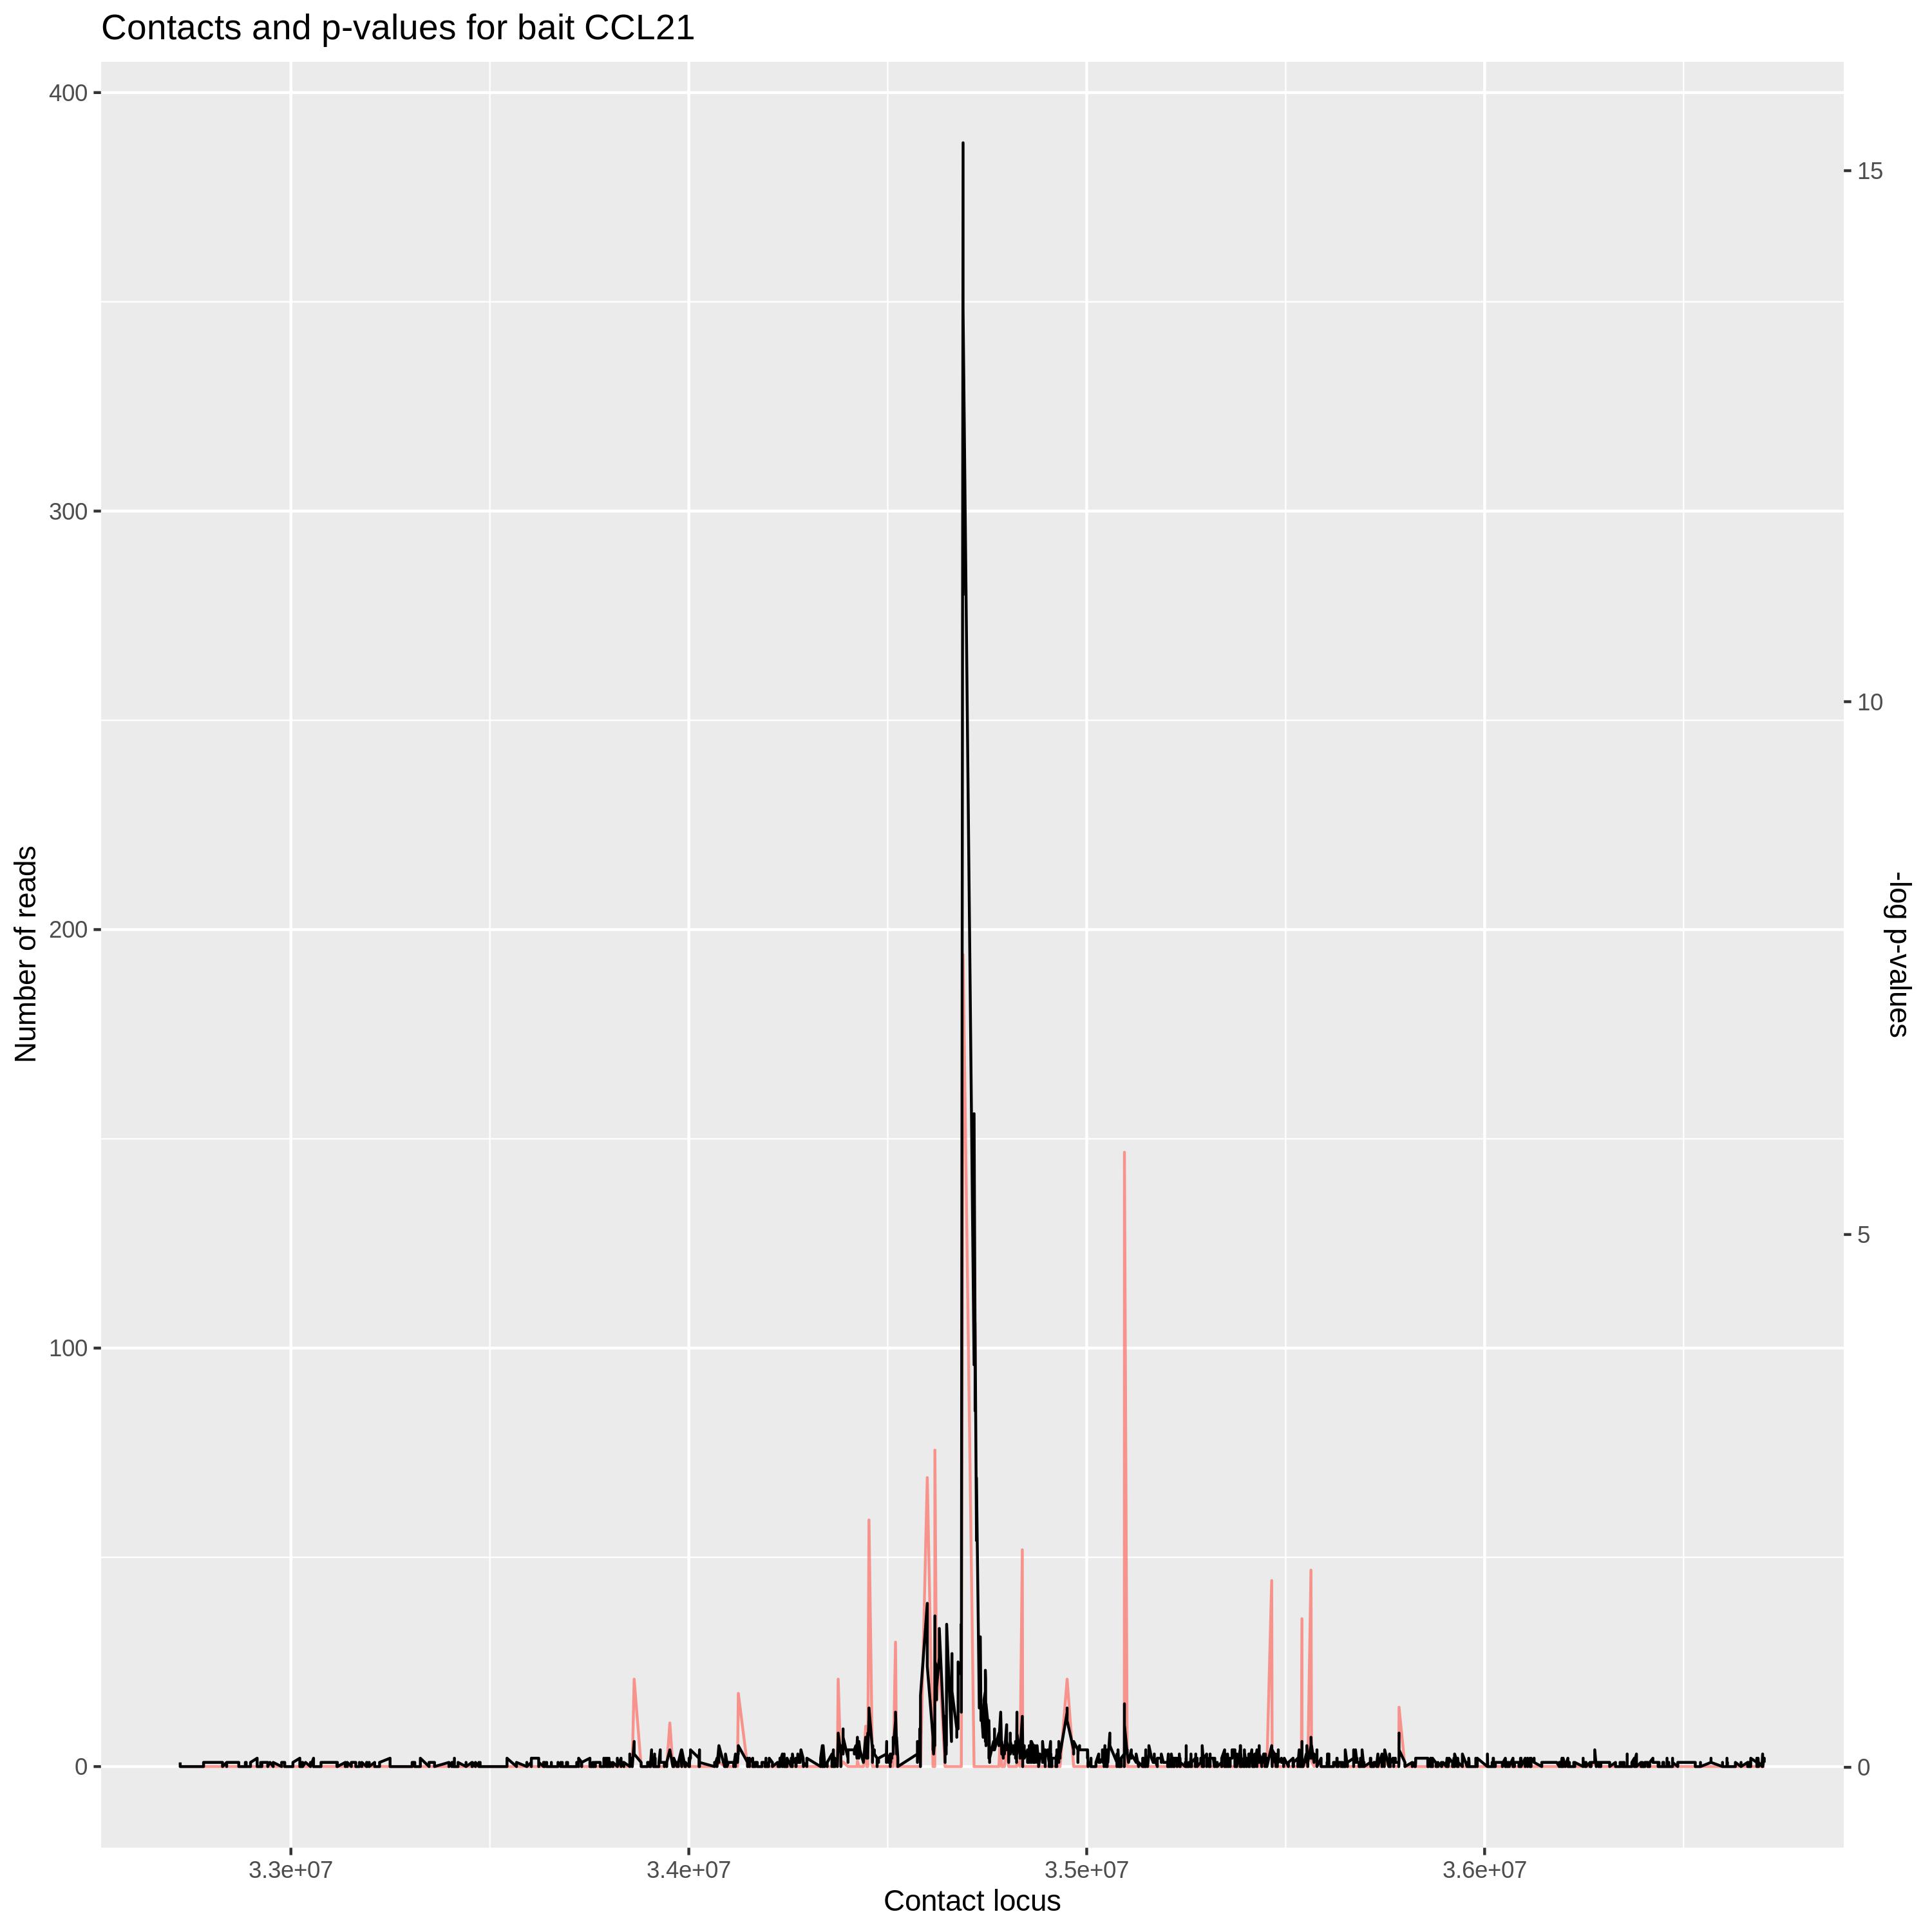 Contacts and p-values for bait CCL21
400
300
200
100
0
Number of reads
15
10
5
0
-log p-values
3.3e+07 3.4e+07 3.5e+07 3.6e+07
Contact locus